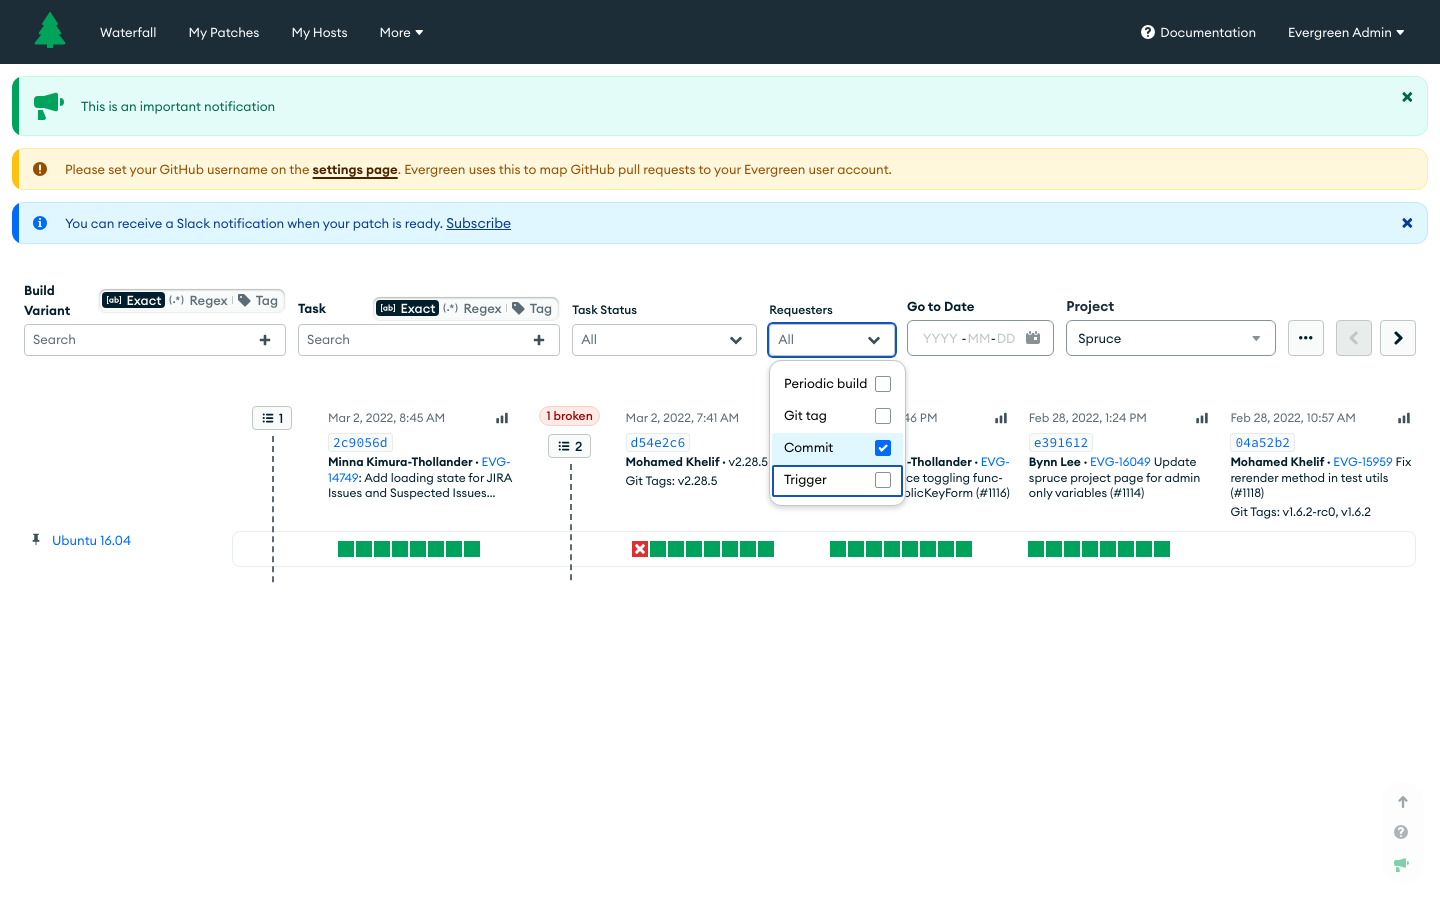 Waterfall
My Patches
My Hosts
More
Documentation
Evergreen Admin
This is an important notification
Please set your GitHub username on the settings page. Evergreen uses this to map GitHub pull requests to your Evergreen user account.
You can receive a Slack notification when your patch is ready. Subscribe
Build
Variant
[ab] Exact (.*) Regex Tag
Search
Task
[ab] Exact (.*) Regex Tag
Search
Task Status
All
Requesters
All
Go to Date
YYYY - MM - DD
Project
Spruce
Periodic build
Git tag
Commit
Trigger
1
Mar 2, 2022, 8:45 AM
2c9056d
Minna Kimura-Thollander · EVG-
14749: Add loading state for JIRA
Issues and Suspected Issues...
1 broken
2
Mar 2, 2022, 7:41 AM
d54e2c6
Mohamed Khelif · v2.28.5
Git Tags: v2.28.5
46 PM
-Thollander · EVG-
ce toggling func-
blicKeyForm (#1116)
Feb 28, 2022, 1:24 PM
e391612
Bynn Lee · EVG-16049 Update
spruce project page for admin
only variables (#1114)
Feb 28, 2022, 10:57 AM
04a52b2
Mohamed Khelif · EVG-15959 Fix
rerender method in test utils
(#1118)
Git Tags: v1.6.2-rc0, v1.6.2
Ubuntu 16.04